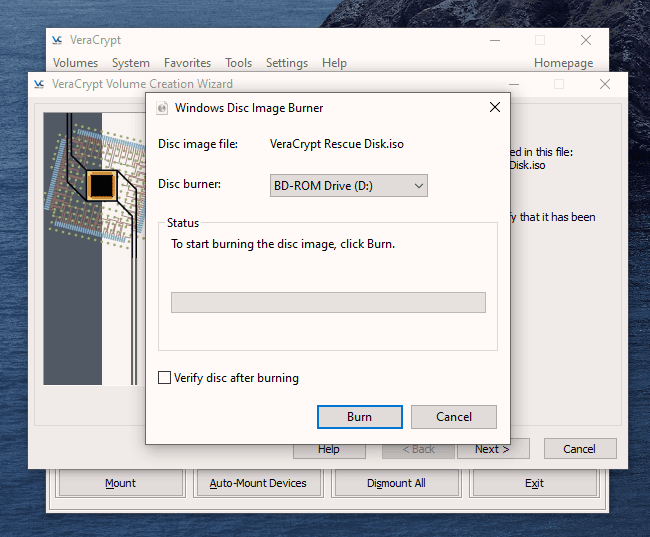 VeraCrypt
Volumes System Favorites Tools Settings Help Homepage
VeraCrypt Volume Creation Wizard
Windows Disc Image Burner
Disc image file: VeraCrypt Rescue Disk.iso
Disc burner: BD-ROM Drive (D:)
Status
To start burning the disc image, click Burn.
Verify disc after burning
Burn Cancel
ed in this file:
Disk.iso
fy that it has been
Help < Back Next > Cancel
Mount Auto-Mount Devices Dismount All Exit